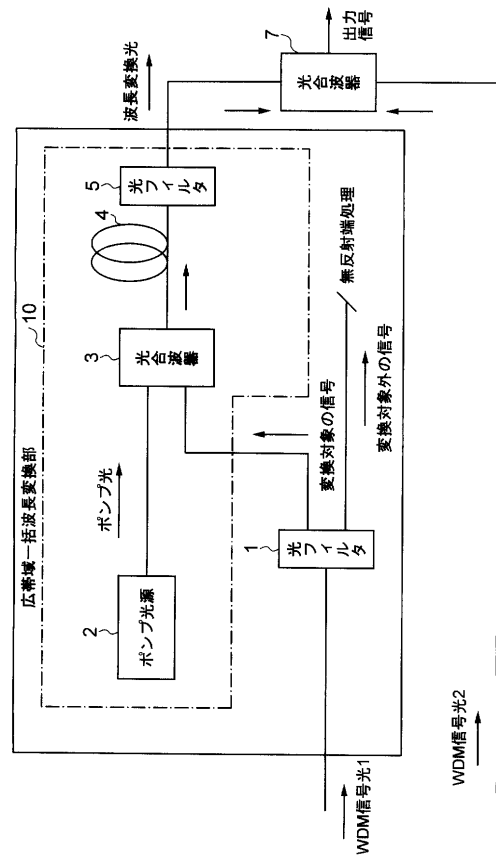 広帯域一括波長変換部
10
ポンプ光源
2
ポンプ光
光合波器
3
4
光フィルタ
5
波長変換光
光合波器
7
出力
信号
光フィルタ
1
変換対象の信号
変換対象外の信号
無反射端処理
WDM信号光1
WDM信号光2